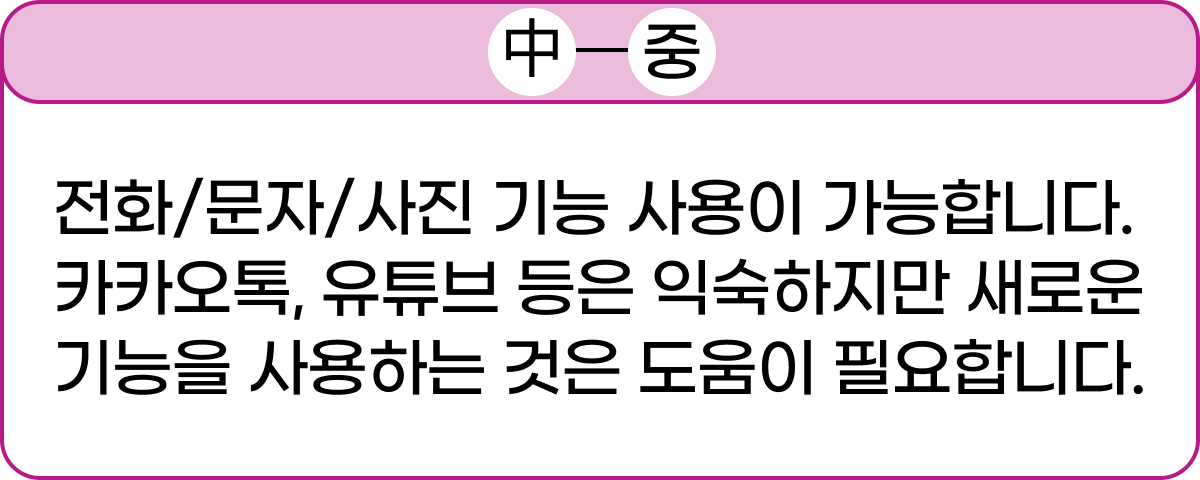 中—중
전화/문자/사진 기능 사용이 가능합니다.
카카오톡, 유튜브 등은 익숙하지만 새로운
기능을 사용하는 것은 도움이 필요합니다.